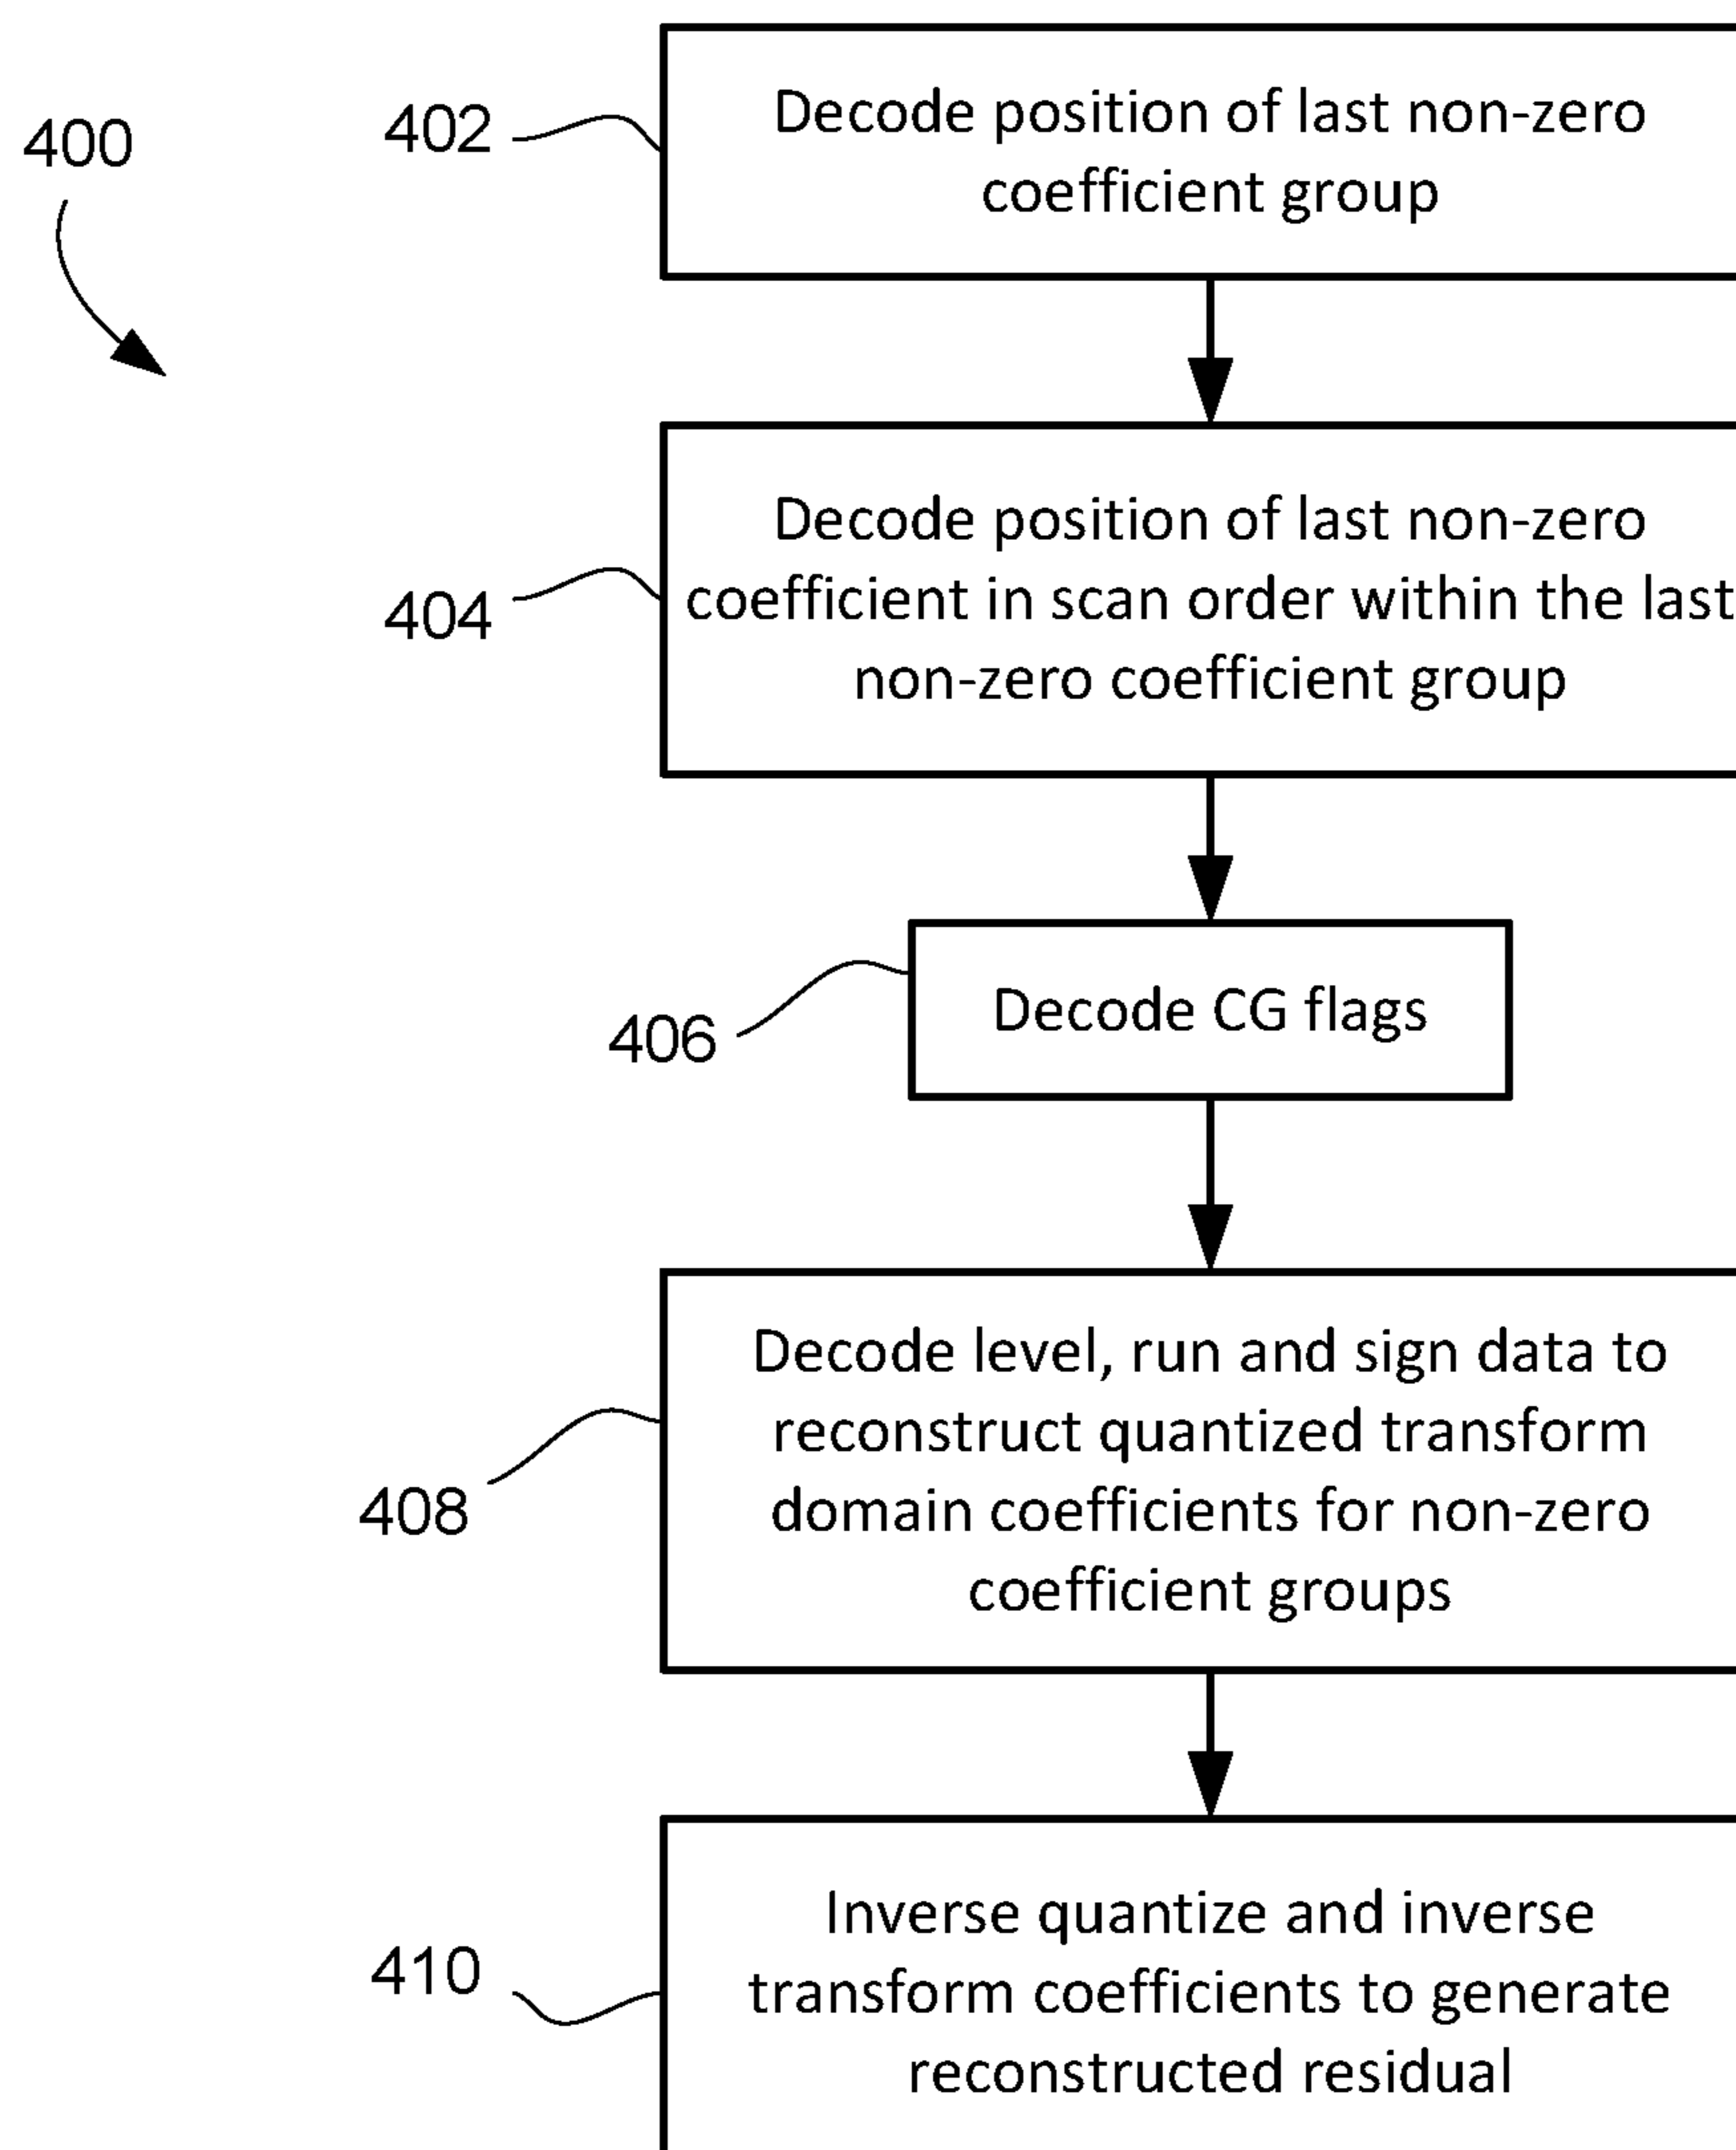 400
402
Decode position of last non-zero
coefficient group
404
Decode position of last non-zero
coefficient in scan order within the last
non-zero coefficient group
406
Decode CG flags
408
Decode level, run and sign data to
reconstruct quantized transform
domain coefficients for non-zero
coefficient groups
410
Inverse quantize and inverse
transform coefficients to generate
reconstructed residual